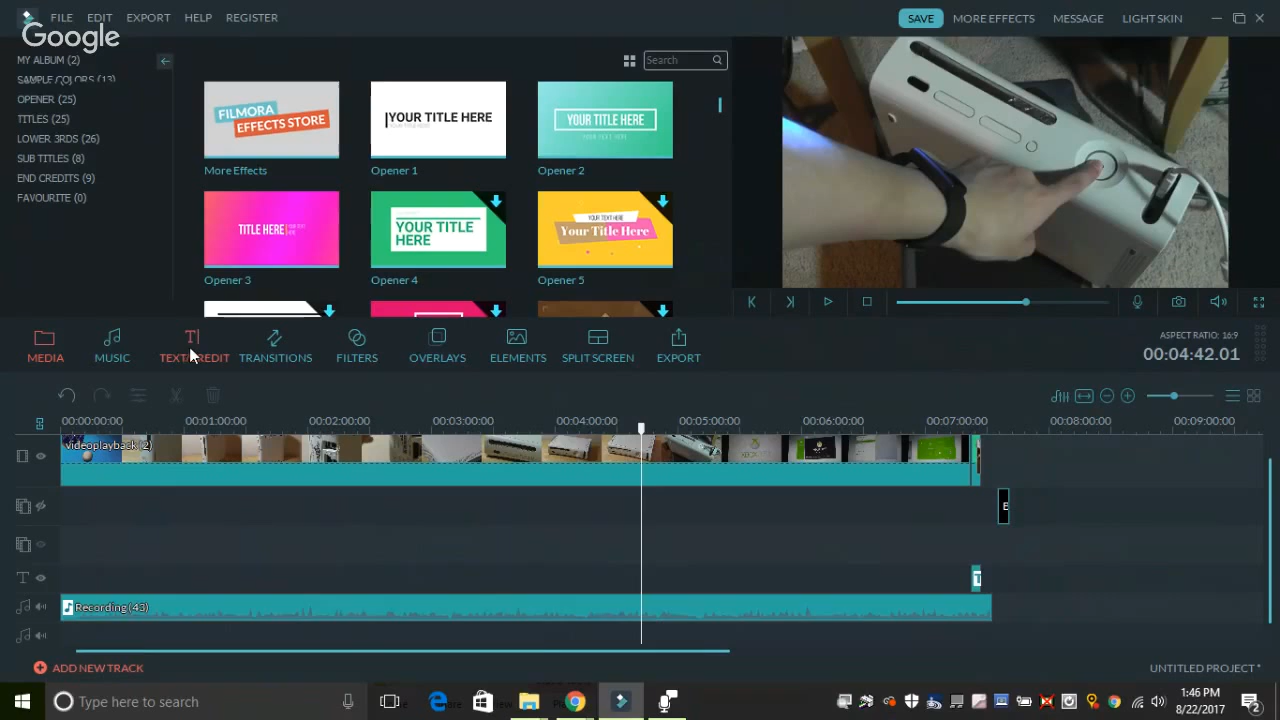 FILE EDIT EXPORT HELP REGISTER
SAVE MORE EFFECTS MESSAGE LIGHT SKIN
Google
MY ALBUM (2)
SAMPLE COLORS (13)
OPENER (25)
TITLES (25)
LOWER 3RDS (26)
SUB TITLES (8)
END CREDITS (9)
FAVOURITE (0)
Search
FILMORA
EFFECTS STORE
YOUR TITLE HERE
YOUR TITLE HERE
More Effects
Opener 1
Opener 2
TITLE HERE
YOUR TITLE
HERE
YOUR TEXT HERE
Your Title Here
Opener 3
Opener 4
Opener 5
MEDIA
MUSIC
TEXT/CREDIT
TRANSITIONS
FILTERS
OVERLAYS
ELEMENTS
SPLIT SCREEN
EXPORT
ASPECT RATIO: 16:9
00:04:42.01
00:00:00:00 00:01:00:00 00:02:00:00 00:03:00:00 00:04:00:00 00:05:00:00 00:06:00:00 00:07:00:00 00:08:00:00 00:09:00:00
videoplayback (2)
E
T
T
Recording (43)
ADD NEW TRACK
UNTITLED PROJECT *
Type here to search
1:46 PM
8/22/2017
2